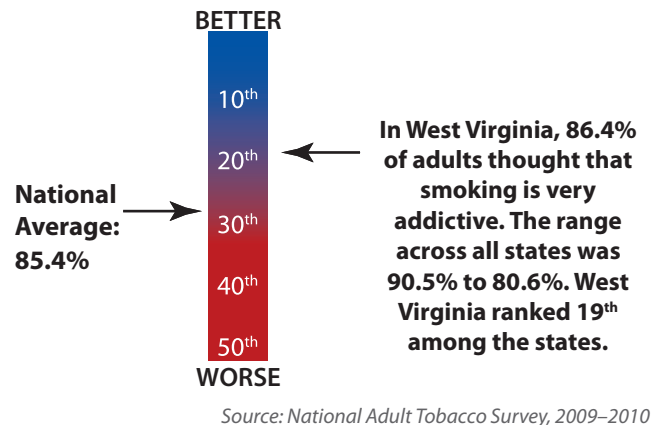 BETTER
10th
20th
30th
40th
50th
WORSE
National
Average:
85.4%
In West Virginia, 86.4%
of adults thought that
smoking is very
addictive. The range
across all states was
90.5% to 80.6%. West
Virginia ranked 19th
among the states.
Source: National Adult Tobacco Survey, 2009–2010